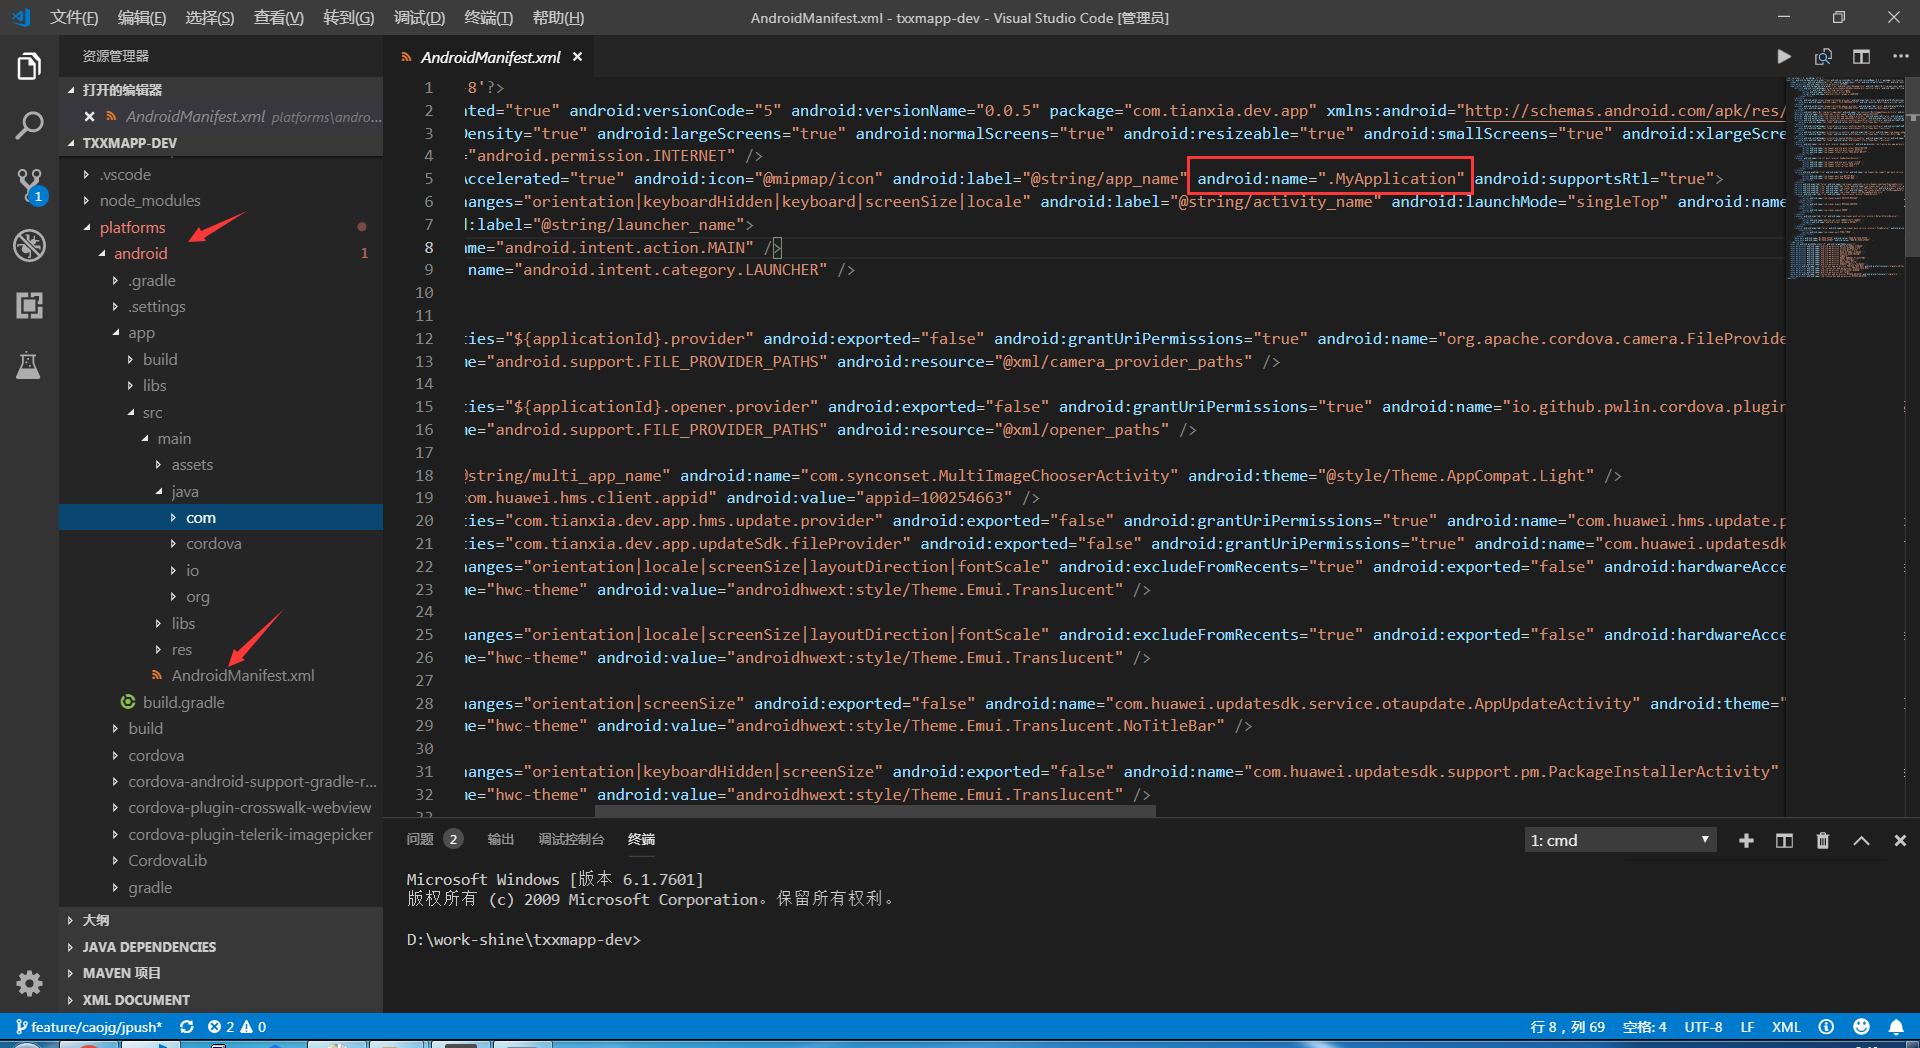 文件(F) 编辑(E) 选择(S) 查看(V) 转到(G) 调试(D) 终端(T) 帮助(H)
AndroidManifest.xml - txxmapp-dev - Visual Studio Code [管理员]
资源管理器
打开的编辑器
AndroidManifest.xml platforms\andro...
TXXMAPP-DEV
.vscode
node_modules
platforms
android 1
.gradle
.settings
app
build
libs
src
main
assets
java
com
cordova
io
org
libs
res
AndroidManifest.xml
build.gradle
build
cordova
cordova-android-support-gradle-r...
cordova-plugin-crosswalk-webview
cordova-plugin-telerik-imagepicker
CordovaLib
gradle
大纲
JAVA DEPENDENCIES
MAVEN 项目
XML DOCUMENT
1
AndroidManifest.xml
1 8'?>
2 ated="true" android:versionCode="5" android:versionName="0.0.5" package="com.tianxia.dev.app" xmlns:android="http://schemas.android.com/apk/res/
3 Density="true" android:largeScreens="true" android:normalScreens="true" android:resizeable="true" android:smallScreens="true" android:xlargeScre
4 ="android.permission.INTERNET" />
5 Accelerated="true" android:icon="@mipmap/icon" android:label="@string/app_name" android:name=".MyApplication" android:supportsRtl="true">
6 hanges="orientation|keyboardHidden|keyboard|screenSize|locale" android:label="@string/activity_name" android:launchMode="singleTop" android:name
7 d:label="@string/launcher_name">
8 ame="android.intent.action.MAIN" />
9 name="android.intent.category.LAUNCHER" />
10
11
12 ties="${applicationId}.provider" android:exported="false" android:grantUriPermissions="true" android:name="org.apache.cordova.camera.FileProvide
13 me="android.support.FILE_PROVIDER_PATHS" android:resource="@xml/camera_provider_paths" />
14
15 ties="${applicationId}.opener.provider" android:exported="false" android:grantUriPermissions="true" android:name="io.github.pwlin.cordova.plugin
16 me="android.support.FILE_PROVIDER_PATHS" android:resource="@xml/opener_paths" />
17
18 @string/multi_app_name" android:name="com.synconset.MultiImageChooserActivity" android:theme="@style/Theme.AppCompat.Light" />
19 com.huawei.hms.client.appid" android:value="appid=100254663" />
20 ties="com.tianxia.dev.app.hms.update.provider" android:exported="false" android:grantUriPermissions="true" android:name="com.huawei.hms.update.p
21 ties="com.tianxia.dev.app.updateSdk.fileProvider" android:exported="false" android:grantUriPermissions="true" android:name="com.huawei.updatesdk
22 hanges="orientation|locale|screenSize|layoutDirection|fontScale" android:excludeFromRecents="true" android:exported="false" android:hardwareAcce
23 me="hwc-theme" android:value="androidhwext:style/Theme.Emui.Translucent" />
24
25 hanges="orientation|locale|screenSize|layoutDirection|fontScale" android:excludeFromRecents="true" android:exported="false" android:hardwareAcce
26 me="hwc-theme" android:value="androidhwext:style/Theme.Emui.Translucent" />
27
28 hanges="orientation|screenSize" android:exported="false" android:name="com.huawei.updatesdk.service.otaupdate.AppUpdateActivity" android:theme="
29 me="hwc-theme" android:value="androidhwext:style/Theme.Emui.Translucent.NoTitleBar" />
30
31 hanges="orientation|keyboardHidden|screenSize" android:exported="false" android:name="com.huawei.updatesdk.support.pm.PackageInstallerActivity"
32 me="hwc-theme" android:value="androidhwext:style/Theme.Emui.Translucent" />
问题 2 输出 调试控制台 终端 1: cmd
Microsoft Windows [版本 6.1.7601]
版权所有 (c) 2009 Microsoft Corporation。保留所有权利。
D:\work-shine\txxmapp-dev>
feature/caojg/jpush* 2 0 行 8，列 69 空格: 4 UTF-8 LF XML